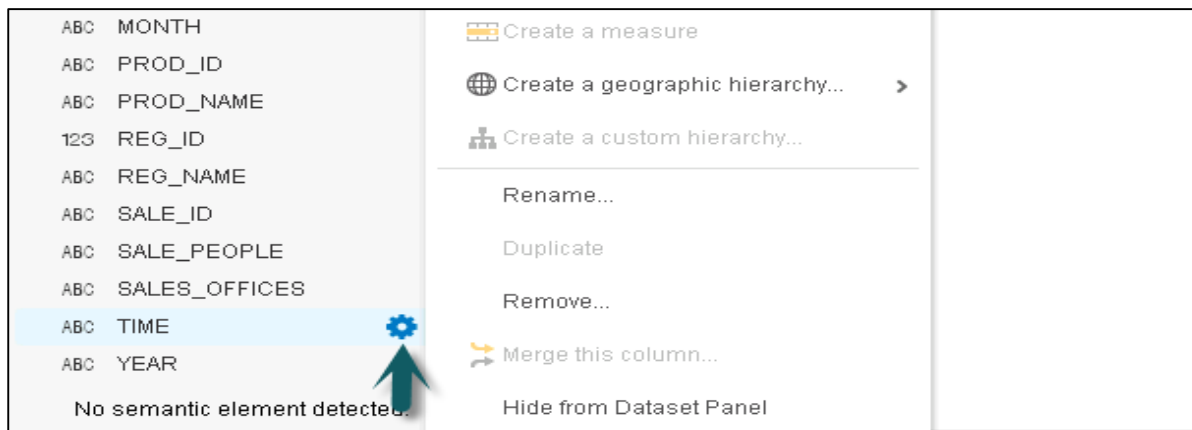 ABC MONTH
ABC PROD_ID
ABC PROD_NAME
123 REG_ID
ABC REG_NAME
ABC SALE_ID
ABC SALE_PEOPLE
ABC SALES_OFFICES
ABC TIME
ABC YEAR
No semantic element detected.
Create a measure
Create a geographic hierarchy... >
Create a custom hierarchy...
Rename...
Duplicate
Remove...
Merge this column...
Hide from Dataset Panel